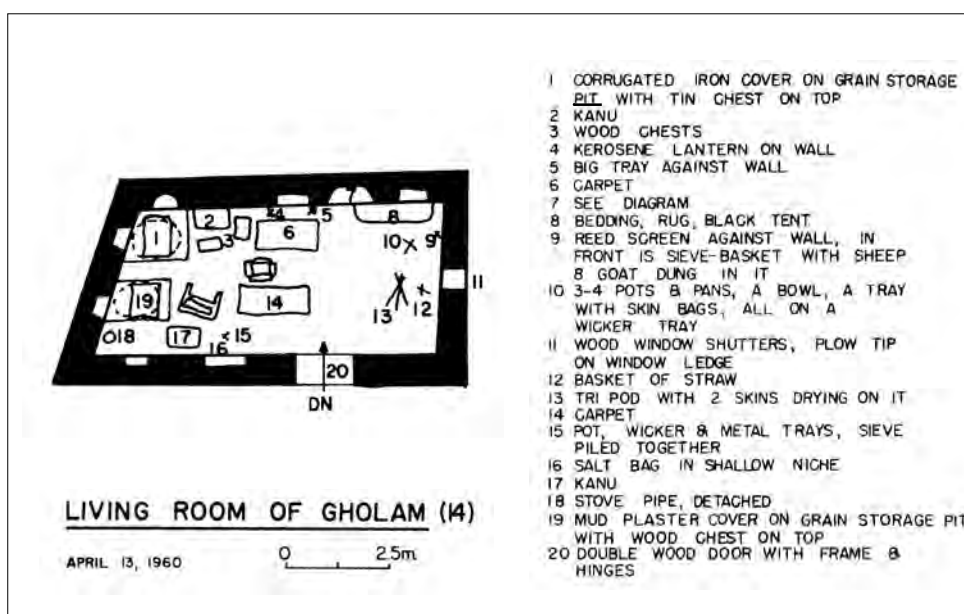 1 CORRUGATED IRON COVER ON GRAIN STORAGE
PIT WITH TIN CHEST ON TOP
2 KANU
3 WOOD CHESTS
4 KEROSENE LANTERN ON WALL
5 BIG TRAY AGAINST WALL
6 CARPET
7 SEE DIAGRAM
8 BEDDING, RUG, BLACK TENT
9 REED SCREEN AGAINST WALL, IN
FRONT IS SIEVE-BASKET WITH SHEEP
& GOAT DUNG IN IT
10 3-4 POTS & PANS, A BOWL, A TRAY
WITH SKIN BAGS, ALL ON A
WICKER TRAY
11 WOOD WINDOW SHUTTERS, PLOW TIP
ON WINDOW LEDGE
12 BASKET OF STRAW
13 TRI POD WITH 2 SKINS DRYING ON IT
14 CARPET
15 POT, WICKER & METAL TRAYS, SIEVE
PILED TOGETHER
16 SALT BAG IN SHALLOW NICHE
17 KANU
18 STOVE PIPE, DETACHED
19 MUD PLASTER COVER ON GRAIN STORAGE PIT
WITH WOOD CHEST ON TOP
20 DOUBLE WOOD DOOR WITH FRAME &
HINGES
7
2 4 5 8
1 3 6 10 9
11
19 14 13 12
18 17 16 15
20
DN
LIVING ROOM OF GHOLAM (14)
APRIL 13, 1960
0 2.5m